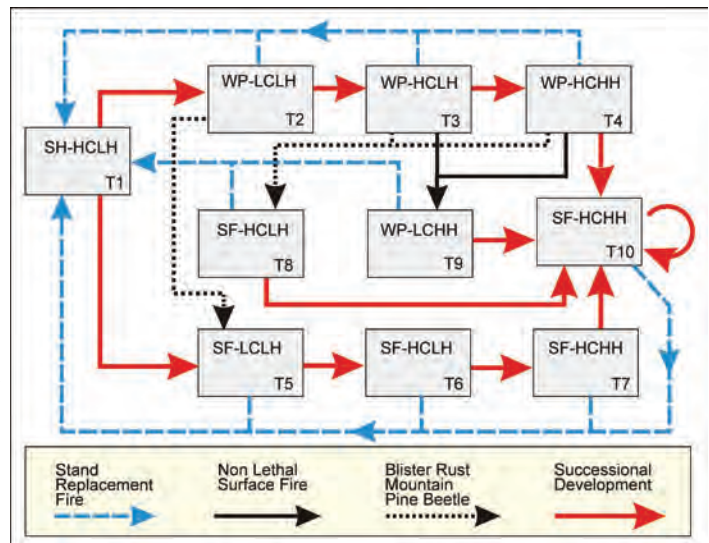 WP-LCLH
T2
WP-HCLH
T3
WP-HCHH
T4
SH-HCLH
T1
SF-HCLH
T8
WP-LCHH
T9
SF-HCHH
T10
SF-LCLH
T5
SF-HCLH
T6
SF-HCHH
T7
Stand
Replacement
Fire
Non Lethal
Surface Fire
Blister Rust
Mountain
Pine Beetle
Successional
Development